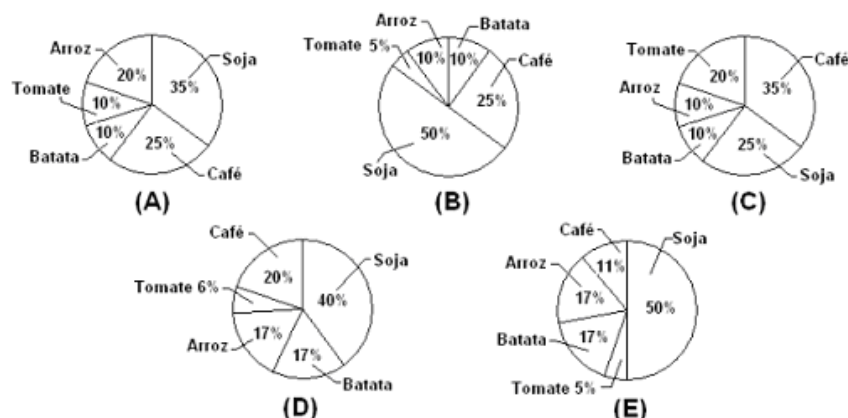 Arroz
20%
Soja
35%
Tomate
10%
10%
Batata
25%
Café
(A)
Arroz
Batata
Tomate 5%
10%
10%
Café
25%
50%
Soja
(B)
Tomate
20%
Café
35%
Arroz
10%
10%
Batata
25%
Soja
(C)
Café
20%
Soja
40%
Tomate 6%
17%
Arroz
17%
Batata
(D)
Café
11%
Soja
50%
Arroz
17%
17%
Batata
Tomate 5%
(E)